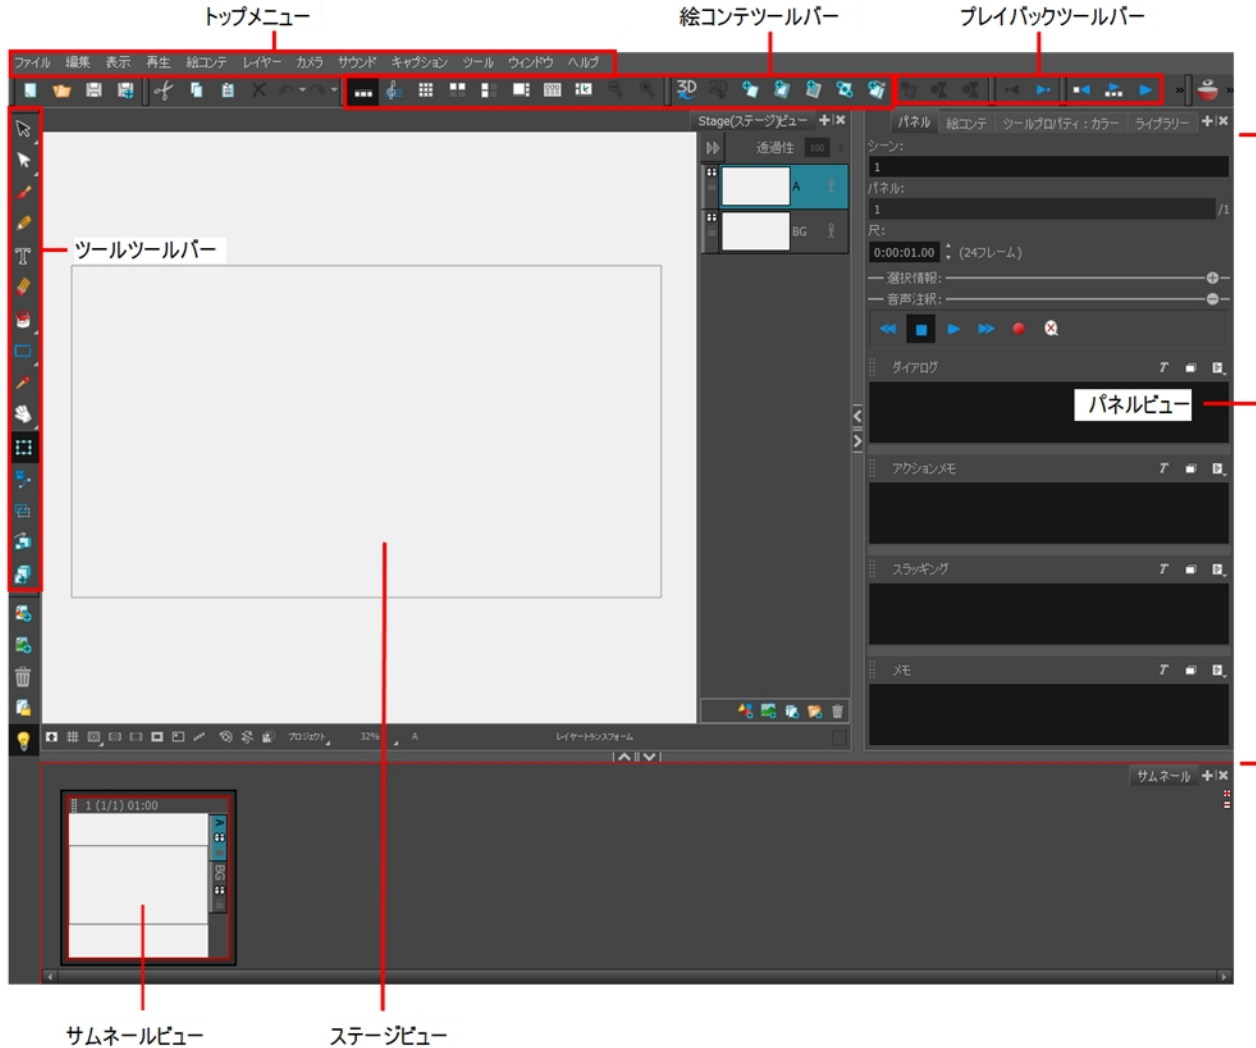 トップメニュー
絵コンテツールバー
プレイバックツールバー
ファイル 編集 表示 再生 絵コンテ レイヤー カメラ サウンド キャプション ツール ウィンドウ ヘルプ
3D
Stage(ステージ)ビュー
透過性 100
A
BG
パネル 絵コンテ ツールプロパティ:カラー ライブラリー
シーン:
1
パネル:
1 /1
尺:
0:00:01.00 (24フレーム)
選択情報:
音声注釈:
ダイアログ
パネルビュー
アクションメモ
スラッギング
メモ
ツールツールバー
プロジェクト 32% A レイヤートランスフォーム
サムネール
1 (1/1) 01:00
A
BG
サムネールビュー
ステージビュー